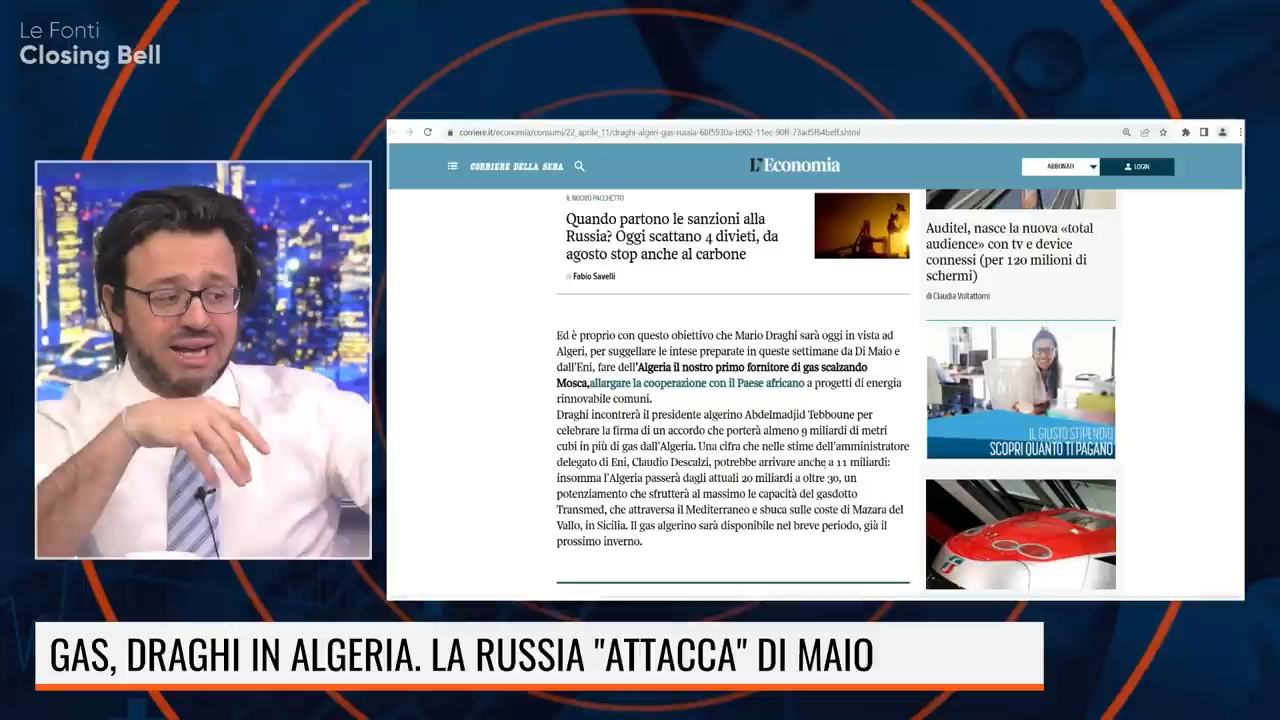 Le Fonti
Closing Bell
corriere.it/economia/consumi/22_aprile_11/draghi-algeri-gas-russia-68f5930a-b902-11ec-90ff-73ad5f64beff.shtml
CORRIERE DELLA SERA
L'Economia
ABBONATI
LOGIN
IL NUOVO PACCHETTO
Quando partono le sanzioni alla
Russia? Oggi scattano 4 divieti, da
agosto stop anche al carbone
di Fabio Savelli
Auditel, nasce la nuova «total
audience» con tv e device
connessi (per 120 milioni di
schermi)
di Claudia Voltattorni
Ed è proprio con questo obiettivo che Mario Draghi sarà oggi in vista ad
Algeri, per suggellare le intese preparate in queste settimane da Di Maio e
dall'Eni, fare dell'Algeria il nostro primo fornitore di gas scalzando
Mosca,allargare la cooperazione con il Paese africano a progetti di energia
rinnovabile comuni.
Draghi incontrerà il presidente algerino Abdelmadjid Tebboune per
celebrare la firma di un accordo che porterà almeno 9 miliardi di metri
cubi in più di gas dall'Algeria. Una cifra che nelle stime dell'amministratore
delegato di Eni, Claudio Descalzi, potrebbe arrivare anche a 11 miliardi:
insomma l'Algeria passerà dagli attuali 20 miliardi a oltre 30, un
potenziamento che sfrutterà al massimo le capacità del gasdotto
Transmed, che attraversa il Mediterraneo e sbuca sulle coste di Mazara del
Vallo, in Sicilia. Il gas algerino sarà disponibile nel breve periodo, già il
prossimo inverno.
IL GIUSTO STIPENDIO
SCOPRI QUANTO TI PAGANO
GAS, DRAGHI IN ALGERIA. LA RUSSIA "ATTACCA" DI MAIO